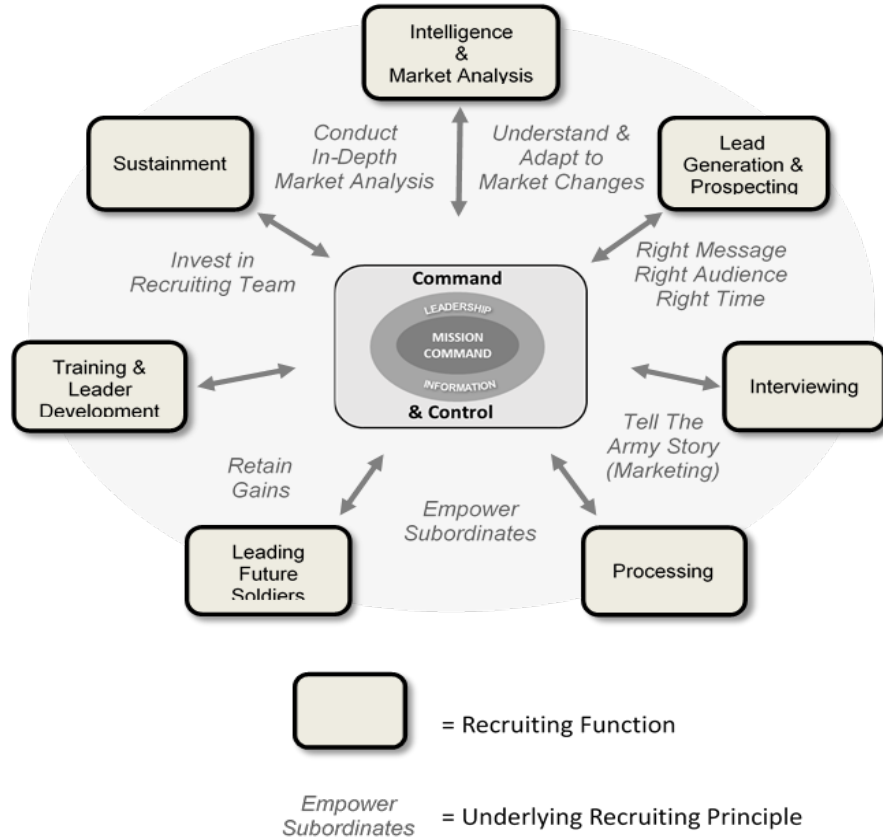 Intelligence
&
Market Analysis
Sustainment
Conduct
In-Depth
Market Analysis
Understand &
Adapt to
Market Changes
Lead
Generation &
Prospecting
Invest in
Recruiting Team
Right Message
Right Audience
Right Time
Command
LEADERSHIP
MISSION
COMMAND
INFORMATION
& Control
Training &
Leader
Development
Interviewing
Tell The
Army Story
(Marketing)
Retain
Gains
Empower
Subordinates
Leading
Future
Soldiers
Processing
= Recruiting Function
Empower
Subordinates
= Underlying Recruiting Principle